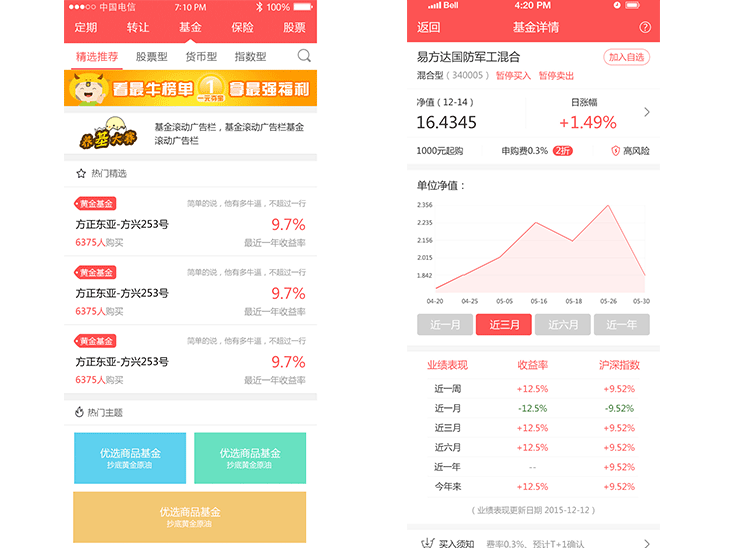 中国电信 7:10 PM 100%
定期 转让 基金 保险 股票
精选推荐 股票型 货币型 指数型
看最牛榜单 1 拿最强福利
一元夺宝
养基大赛
基金滚动广告栏，基金滚动广告栏基金
滚动广告栏
热门精选
黄金基金 简单的说，他有多牛逼，不超过一行
方正东亚-方兴253号 9.7%
6375人购买 最近一年收益率
黄金基金 简单的说，他有多牛逼，不超过一行
方正东亚-方兴253号 9.7%
6375人购买 最近一年收益率
黄金基金 简单的说，他有多牛逼，不超过一行
方正东亚-方兴253号 9.7%
6375人购买 最近一年收益率
热门主题
优选商品基金 优选商品基金
抄底黄金原油 抄底黄金原油
优选商品基金
抄底黄金原油
Bell 4:20 PM
返回 基金详情 ?
易方达国防军工混合 加入自选
混合型（340005） 暂停买入 暂停卖出
净值（12-14） 日涨幅
16.4345 +1.49%
1000元起购 申购费0.3% 2折 高风险
单位净值：
2.356
2.235
2.156
2.015
1.842
04-20 04-25 05-05 05-16 05-18 05-26 05-30
近一月 近三月 近六月 近一年
业绩表现 收益率 沪深指数
近一周 +12.5% +9.52%
近一月 -12.5% -9.52%
近三月 +12.5% +9.52%
近六月 +12.5% +9.52%
近一年 -- +9.52%
今年来 +12.5% +9.52%
（业绩表现更新日期 2015-12-12）
买入须知 费率0.3%、预计T+1确认